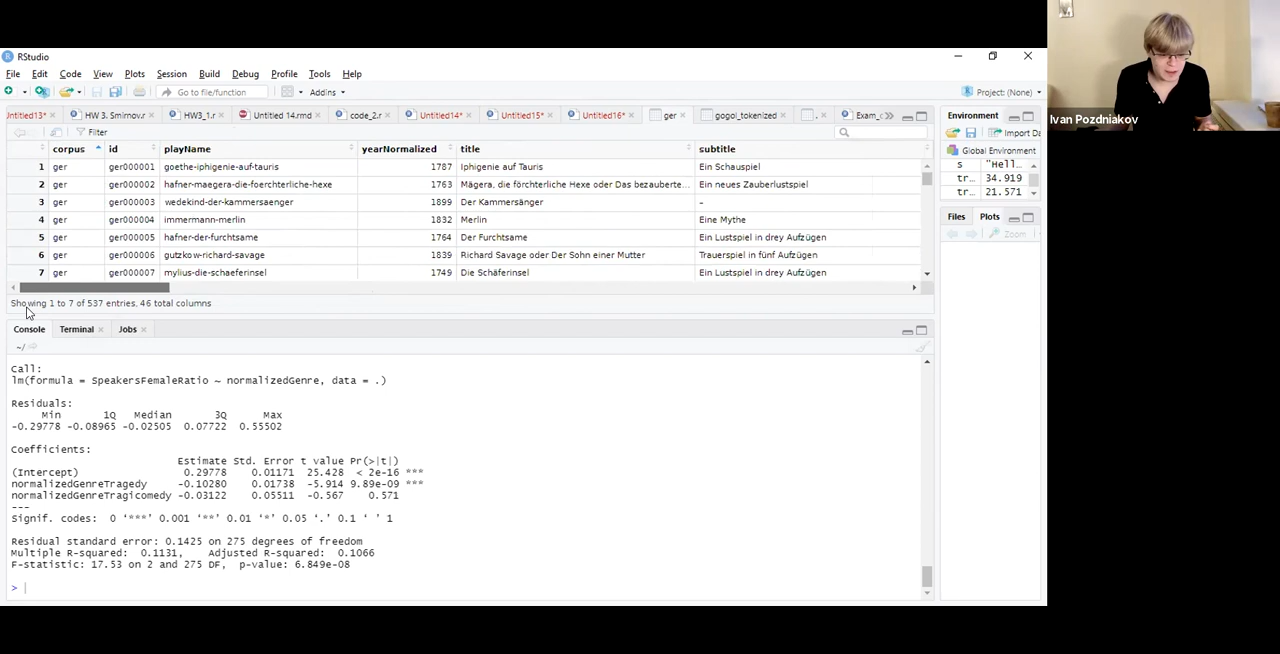 RStudio
File Edit Code View Plots Session Build Debug Profile Tools Help
Go to file/function Addins Project: (None)
Untitled13* HW 3. Smirnov.r HW3_1.r Untitled 14.rmd code_2.r Untitled14* Untitled15* Untitled16* ger gogol_tokenized Exam_c
Filter
corpus id playName yearNormalized title subtitle
1 ger ger000001 goethe-iphigenie-auf-tauris 1787 Iphigenie auf Tauris Ein Schauspiel
2 ger ger000002 hafner-maegera-die-foerchterliche-hexe 1763 Mägera, die förchterliche Hexe oder Das bezauberte... Ein neues Zauberlustspiel
3 ger ger000003 wedekind-der-kammersaenger 1899 Der Kammersänger –
4 ger ger000004 immermann-merlin 1832 Merlin Eine Mythe
5 ger ger000005 hafner-der-furchtsame 1764 Der Furchtsame Ein Lustspiel in drey Aufzügen
6 ger ger000006 gutzkow-richard-savage 1839 Richard Savage oder Der Sohn einer Mutter Trauerspiel in fünf Aufzügen
7 ger ger000007 mylius-die-schaeferinsel 1749 Die Schäferinsel Ein Lustspiel in drey Aufzügen
Showing 1 to 7 of 537 entries, 46 total columns
Console Terminal Jobs
~/
Call:
lm(formula = SpeakersFemaleRatio ~ normalizedGenre, data = .)
Residuals:
Min 1Q Median 3Q Max
-0.29778 -0.08965 -0.02505 0.07722 0.55502
Coefficients:
Estimate Std. Error t value Pr(>|t|)
(Intercept) 0.29778 0.01171 25.428 < 2e-16 ***
normalizedGenreTragedy -0.10280 0.01738 -5.914 9.89e-09 ***
normalizedGenreTragicomedy -0.03122 0.05511 -0.567 0.571
---
Signif. codes: 0 ‘***’ 0.001 ‘**’ 0.01 ‘*’ 0.05 ‘.’ 0.1 ‘ ’ 1
Residual standard error: 0.1425 on 275 degrees of freedom
Multiple R-squared: 0.1131, Adjusted R-squared: 0.1066
F-statistic: 17.53 on 2 and 275 DF, p-value: 6.849e-08
>
Environment
Import Da
Global Environment
s "Hell…
tr… 34.919
tr… 21.571
Files Plots
Zoom
Ivan Pozdniakov